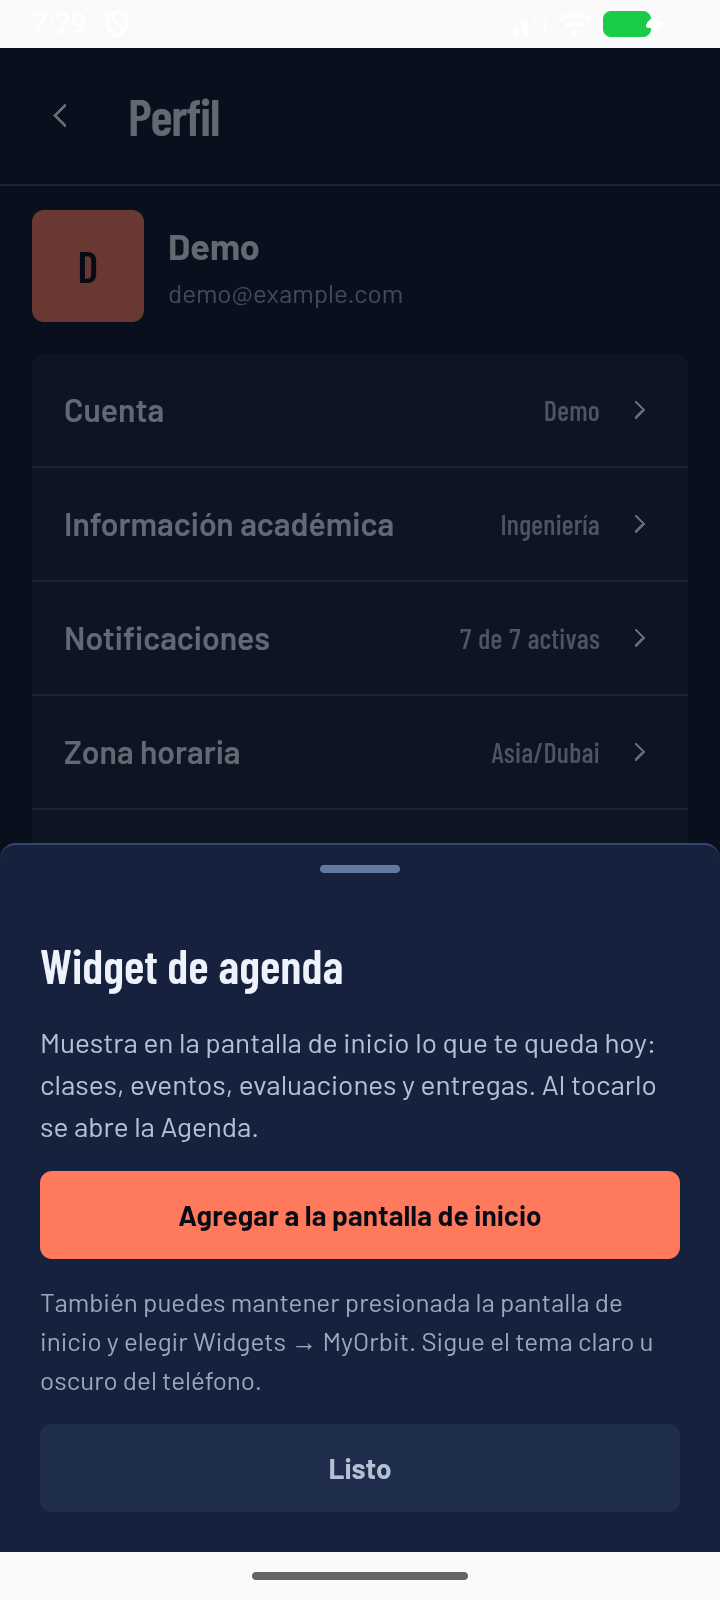 7:29
Perfil
D
Demo
demo@example.com
Cuenta
Demo
Información académica
Ingeniería
Notificaciones
7 de 7 activas
Zona horaria
Asia/Dubai
Widget de agenda
Muestra en la pantalla de inicio lo que te queda hoy:
clases, eventos, evaluaciones y entregas. Al tocarlo
se abre la Agenda.
Agregar a la pantalla de inicio
También puedes mantener presionada la pantalla de
inicio y elegir Widgets → MyOrbit. Sigue el tema claro u
oscuro del teléfono.
Listo